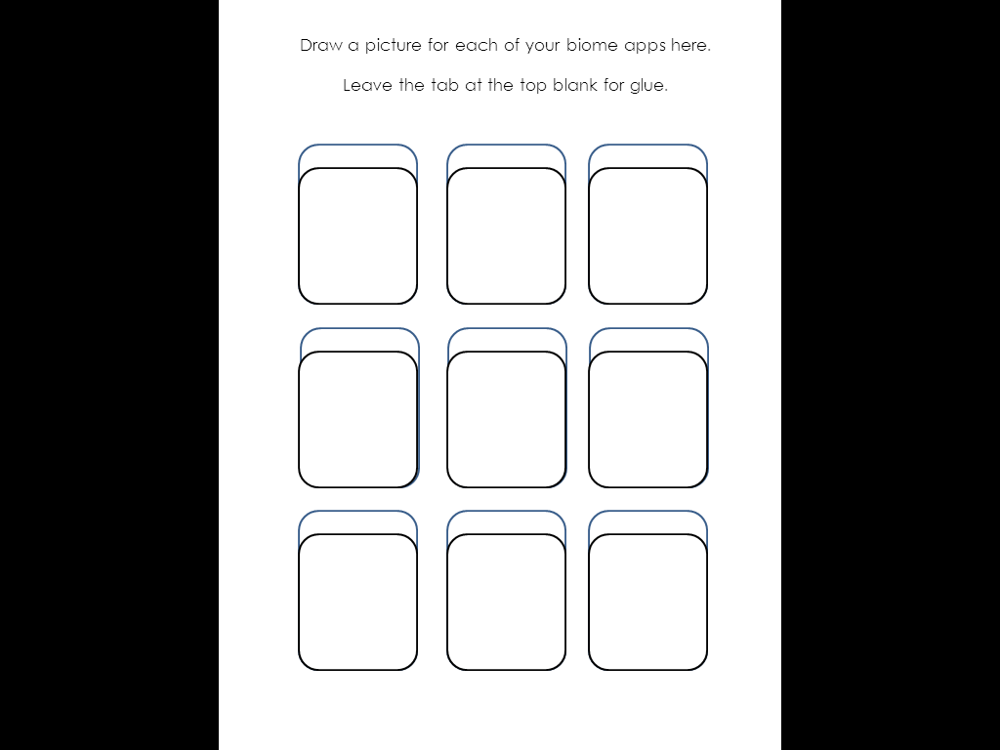 Draw a picture for each of your biome apps here.
Leave the tab at the top blank for glue.